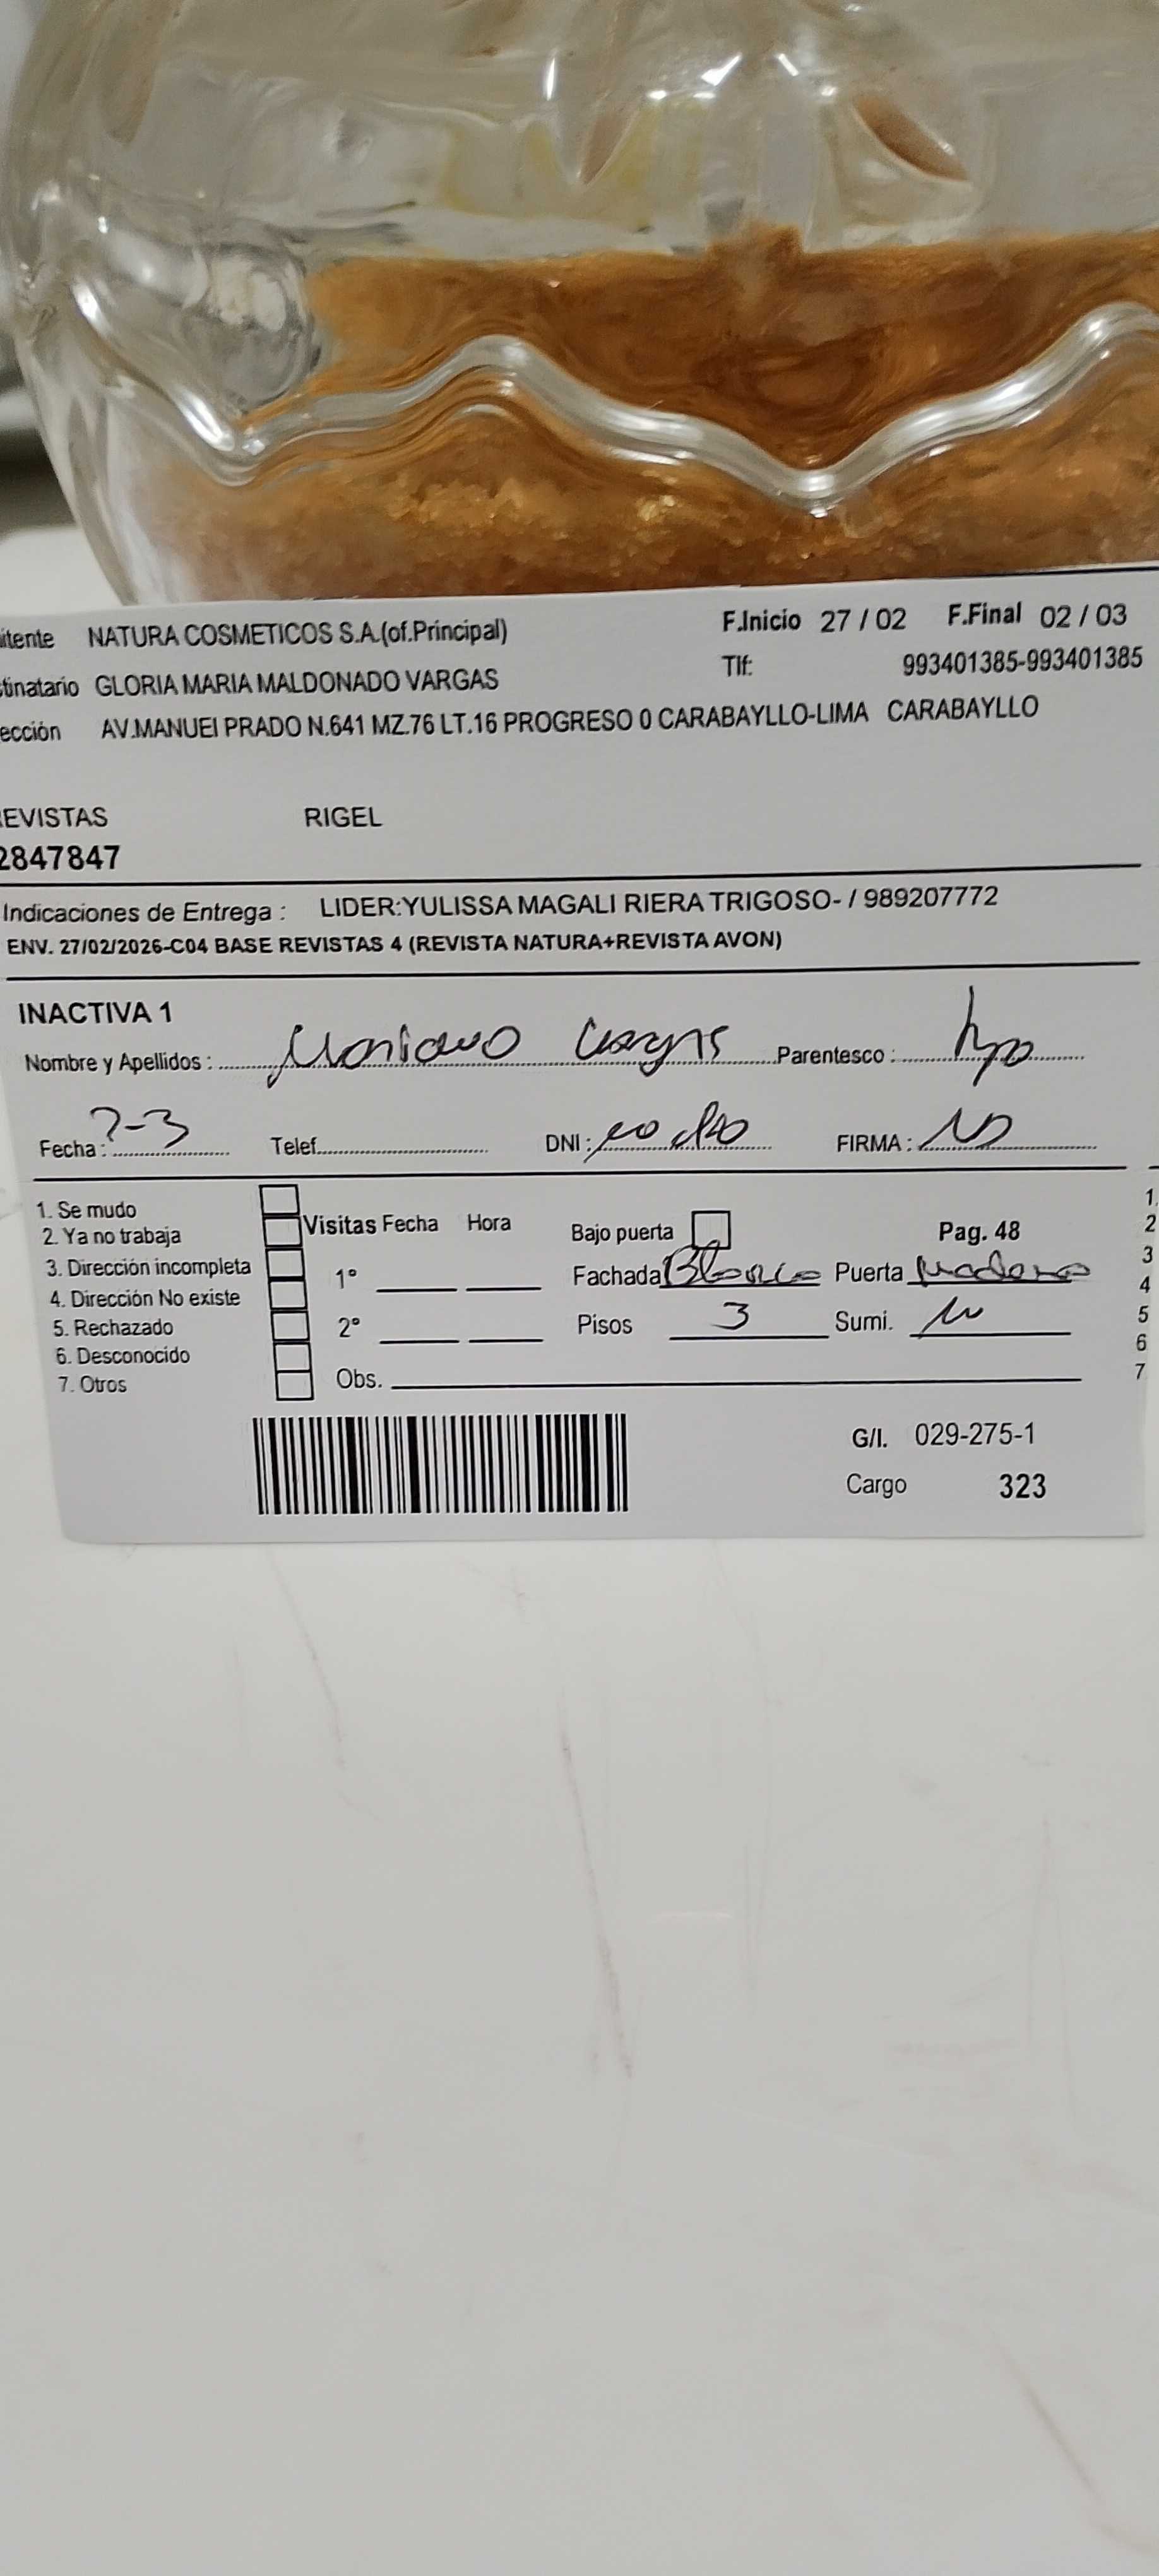 itente NATURA COSMETICOS S.A.(of.Principal) F.Inicio 27 / 02 F.Final 02 / 03
tinatario GLORIA MARIA MALDONADO VARGAS Tlf: 993401385-993401385
ección AV.MANUEl PRADO N.641 MZ.76 LT.16 PROGRESO 0 CARABAYLLO-LIMA CARABAYLLO
EVISTAS RIGEL
2847847
Indicaciones de Entrega : LIDER:YULISSA MAGALI RIERA TRIGOSO- / 989207772
ENV. 27/02/2026-C04 BASE REVISTAS 4 (REVISTA NATURA+REVISTA AVON)
INACTIVA 1
Nombre y Apellidos : Parentesco :
Fecha : 2-3 Telef. DNI : FIRMA :
1. Se mudo
2. Ya no trabaja
3. Dirección incompleta
4. Dirección No existe
5. Rechazado
6. Desconocido
7. Otros
Visitas Fecha Hora
1°
2°
Obs.
Bajo puerta Pag. 48
Fachada Blanco Puerta madera
Pisos 3 Sumi.
G/I. 029-275-1
Cargo 323
1.
2
3
4
5
6
7